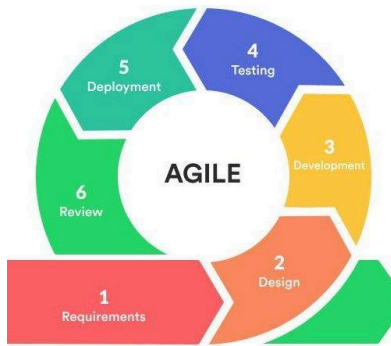 AGILE
1
Requirements
2
Design
3
Development
4
Testing
5
Deployment
6
Review